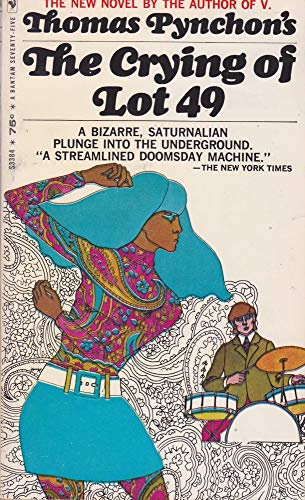 THE NEW NOVEL BY THE AUTHOR OF V.
Thomas Pynchon's
The Crying of
Lot 49
A BIZARRE, SATURNALIAN
PLUNGE INTO THE UNDERGROUND.
"A STREAMLINED DOOMSDAY MACHINE."
—THE NEW YORK TIMES
S3384 * 75¢ * A BANTAM SEVENTY-FIVE